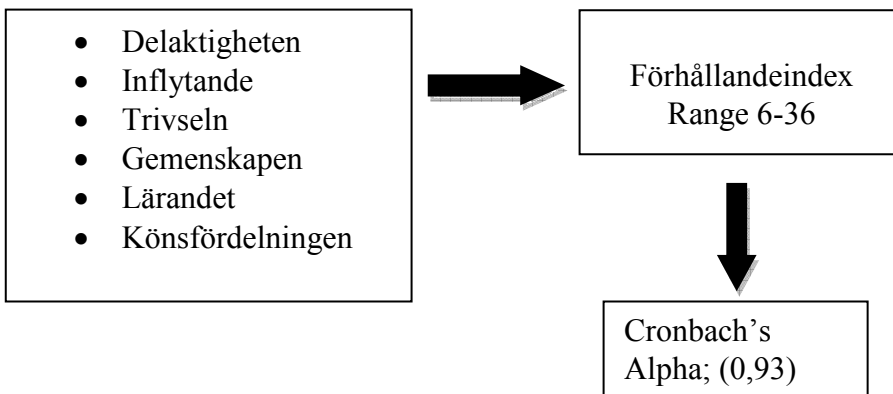 • Delaktigheten
• Inflytande
• Trivseln
• Gemenskapen
• Lärandet
• Könsfördelningen
Förhållandeindex
Range 6-36
Cronbach’s
Alpha; (0,93)